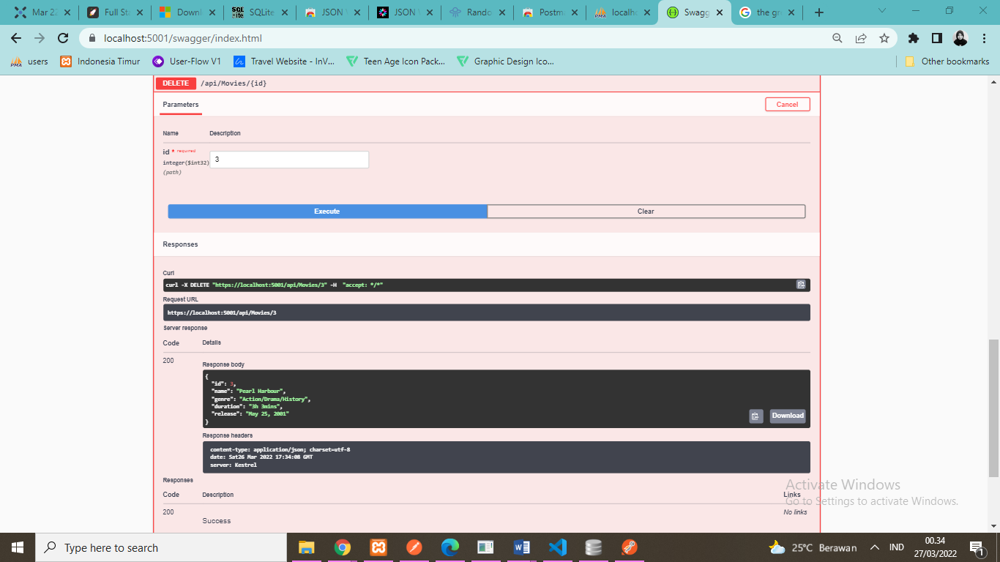 Mar 22
Full Sta
Downl
SQLite
JSON V
JSON V
Rando
Postma
localho
Swagg
the gre
localhost:5001/swagger/index.html
users
Indonesia Timur
User-Flow V1
Travel Website - InV...
Teen Age Icon Pack...
Graphic Design Ico...
Other bookmarks
DELETE /api/Movies/{id}
Parameters
Cancel
Name Description
id * required
integer($int32)
(path)
3
Execute
Clear
Responses
Curl
curl -X DELETE "https://localhost:5001/api/Movies/3" -H  "accept: */*"
Request URL
https://localhost:5001/api/Movies/3
Server response
Code Details
200
Response body
{
"id": 3,
"name": "Pearl Harbour",
"genre": "Action/Drama/History",
"duration": "3h 3mins",
"release": "May 25, 2001"
}
Download
Response headers
content-type: application/json; charset=utf-8
date: Sat26 Mar 2022 17:34:08 GMT
server: Kestrel
Responses
Code Description Links
200
Success
No links
Activate Windows
Go to Settings to activate Windows.
Type here to search
25°C Berawan
IND
00.34
27/03/2022
1